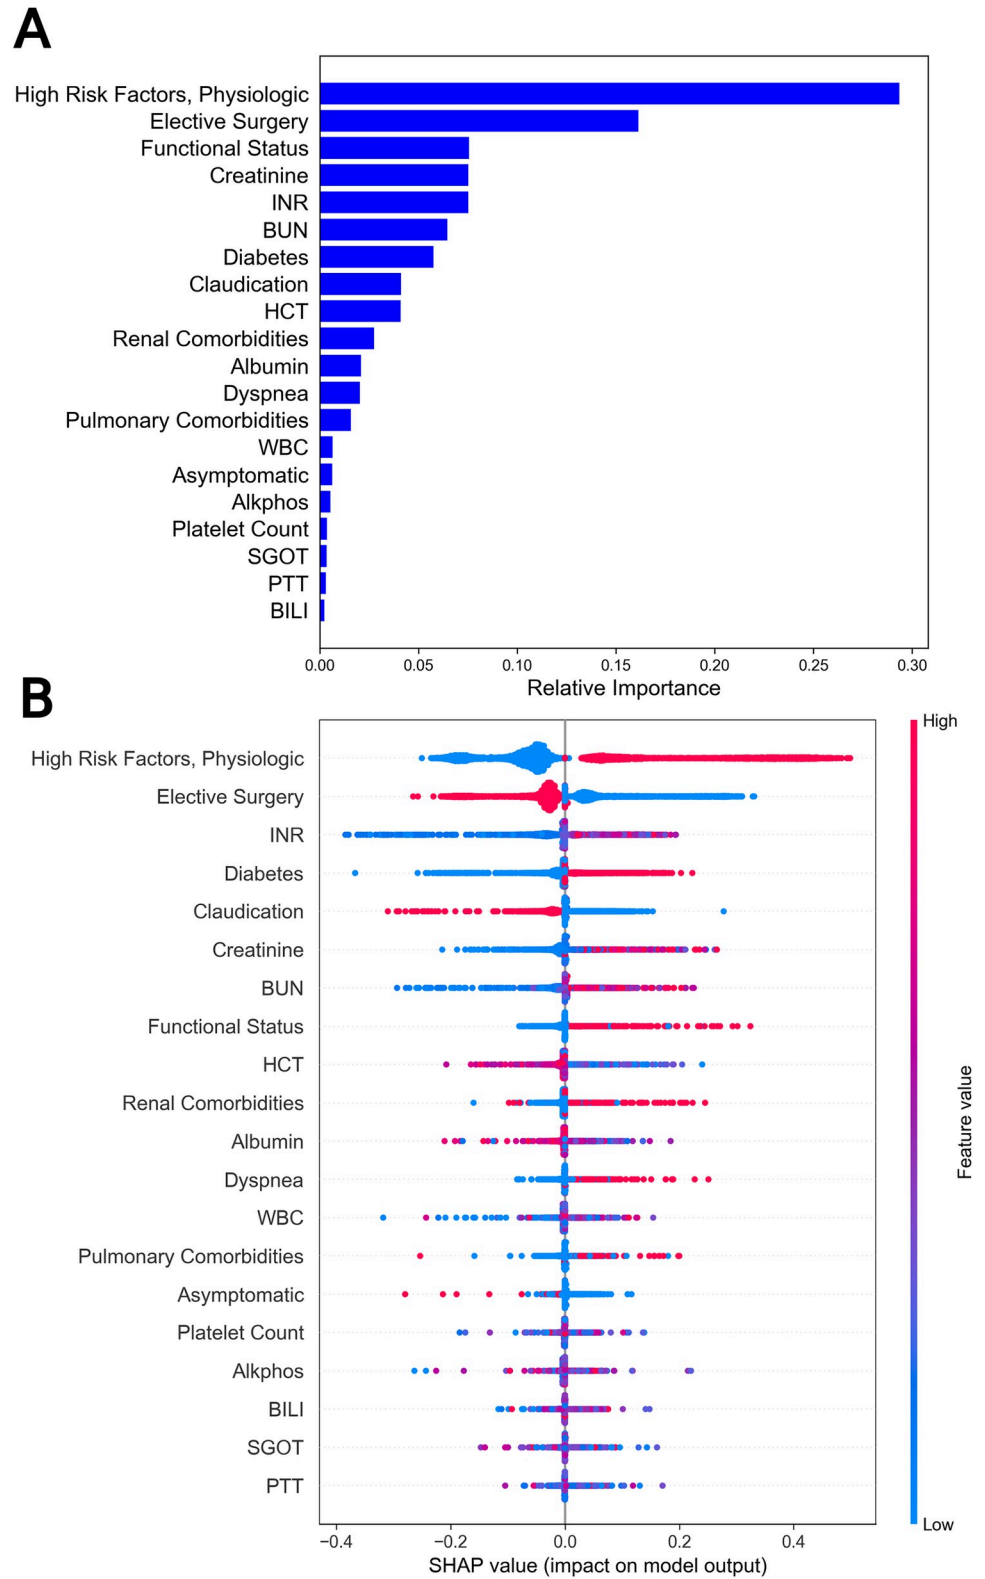 A
High Risk Factors, Physiologic
Elective Surgery
Functional Status
Creatinine
INR
BUN
Diabetes
Claudication
HCT
Renal Comorbidities
Albumin
Dyspnea
Pulmonary Comorbidities
WBC
Asymptomatic
Alkphos
Platelet Count
SGOT
PTT
BILI
0.00 0.05 0.10 0.15 0.20 0.25 0.30
Relative Importance
B
High
High Risk Factors, Physiologic
Elective Surgery
INR
Diabetes
Claudication
Creatinine
BUN
Functional Status
HCT
Renal Comorbidities
Albumin
Dyspnea
WBC
Pulmonary Comorbidities
Asymptomatic
Platelet Count
Alkphos
BILI
SGOT
PTT
Feature value
Low
−0.4 −0.2 0.0 0.2 0.4
SHAP value (impact on model output)